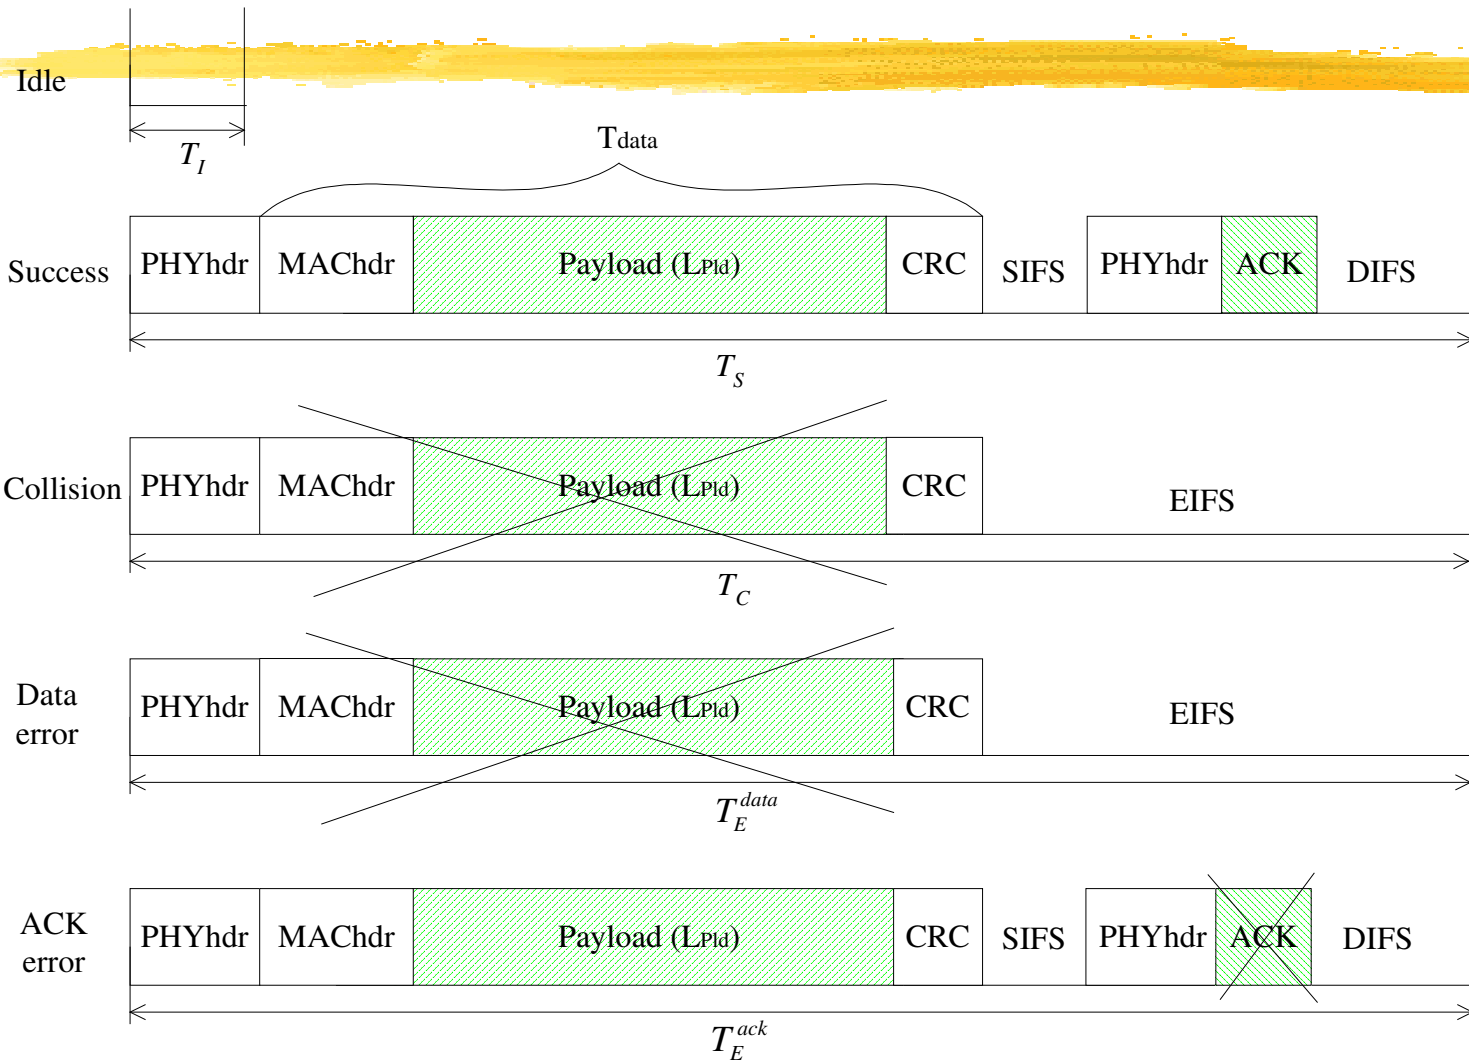 Idle
T_I
Tdata
Success PHYhdr MAChdr Payload (LPld) CRC SIFS PHYhdr ACK DIFS
T_S
Collision PHYhdr MAChdr Payload (LPld) CRC EIFS
T_C
Data error PHYhdr MAChdr Payload (LPld) CRC EIFS
T_E^data
ACK error PHYhdr MAChdr Payload (LPld) CRC SIFS PHYhdr ACK DIFS
T_E^ack